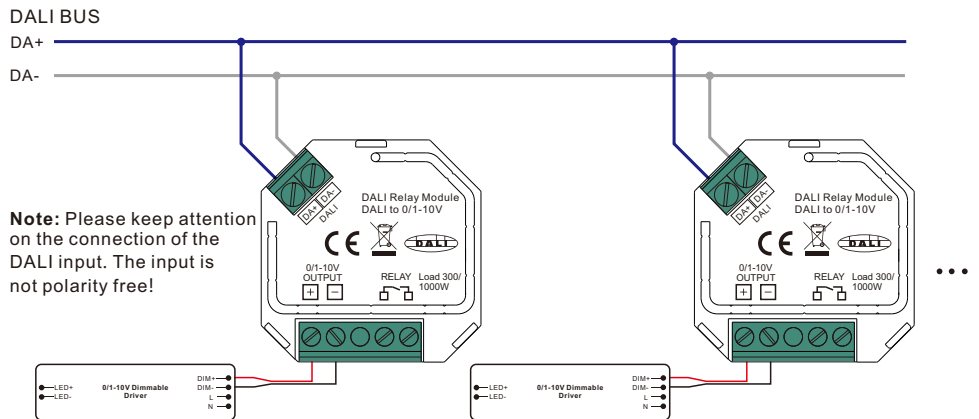 DALI BUS
DA+
DA-
Note: Please keep attention
on the connection of the
DALI input. The input is
not polarity free!
DA+ DA-
DALI
DALI Relay Module
DALI to 0/1-10V
CE
DALI
0/1-10V
OUTPUT
+ −
RELAY
Load 300/
1000W
DA+ DA-
DALI
DALI Relay Module
DALI to 0/1-10V
CE
DALI
0/1-10V
OUTPUT
+ −
RELAY
Load 300/
1000W
...
LED+
LED-
0/1-10V Dimmable
Driver
DIM+
DIM-
L
N
LED+
LED-
0/1-10V Dimmable
Driver
DIM+
DIM-
L
N